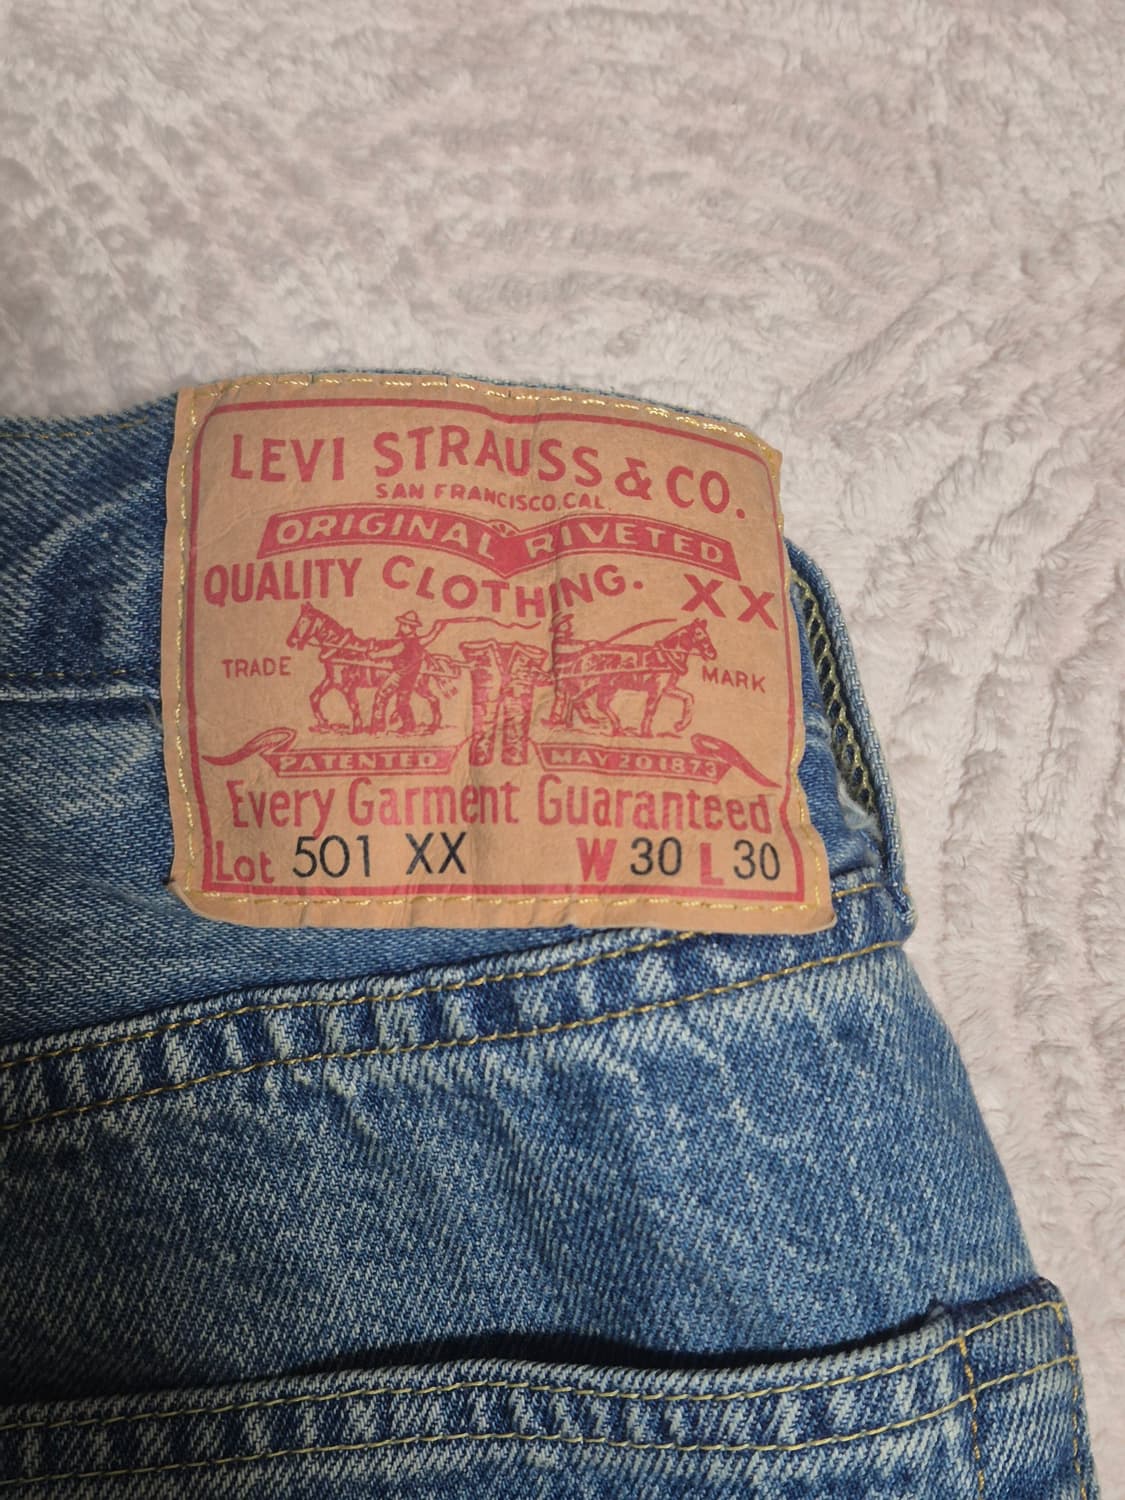 LEVI STRAUSS & CO.
SAN FRANCISCO, CAL.
ORIGINAL RIVETED
QUALITY CLOTHING. XX
TRADE MARK
PATENTED MAY 20 1873
Every Garment Guaranteed
Lot 501 XX W 30 L 30